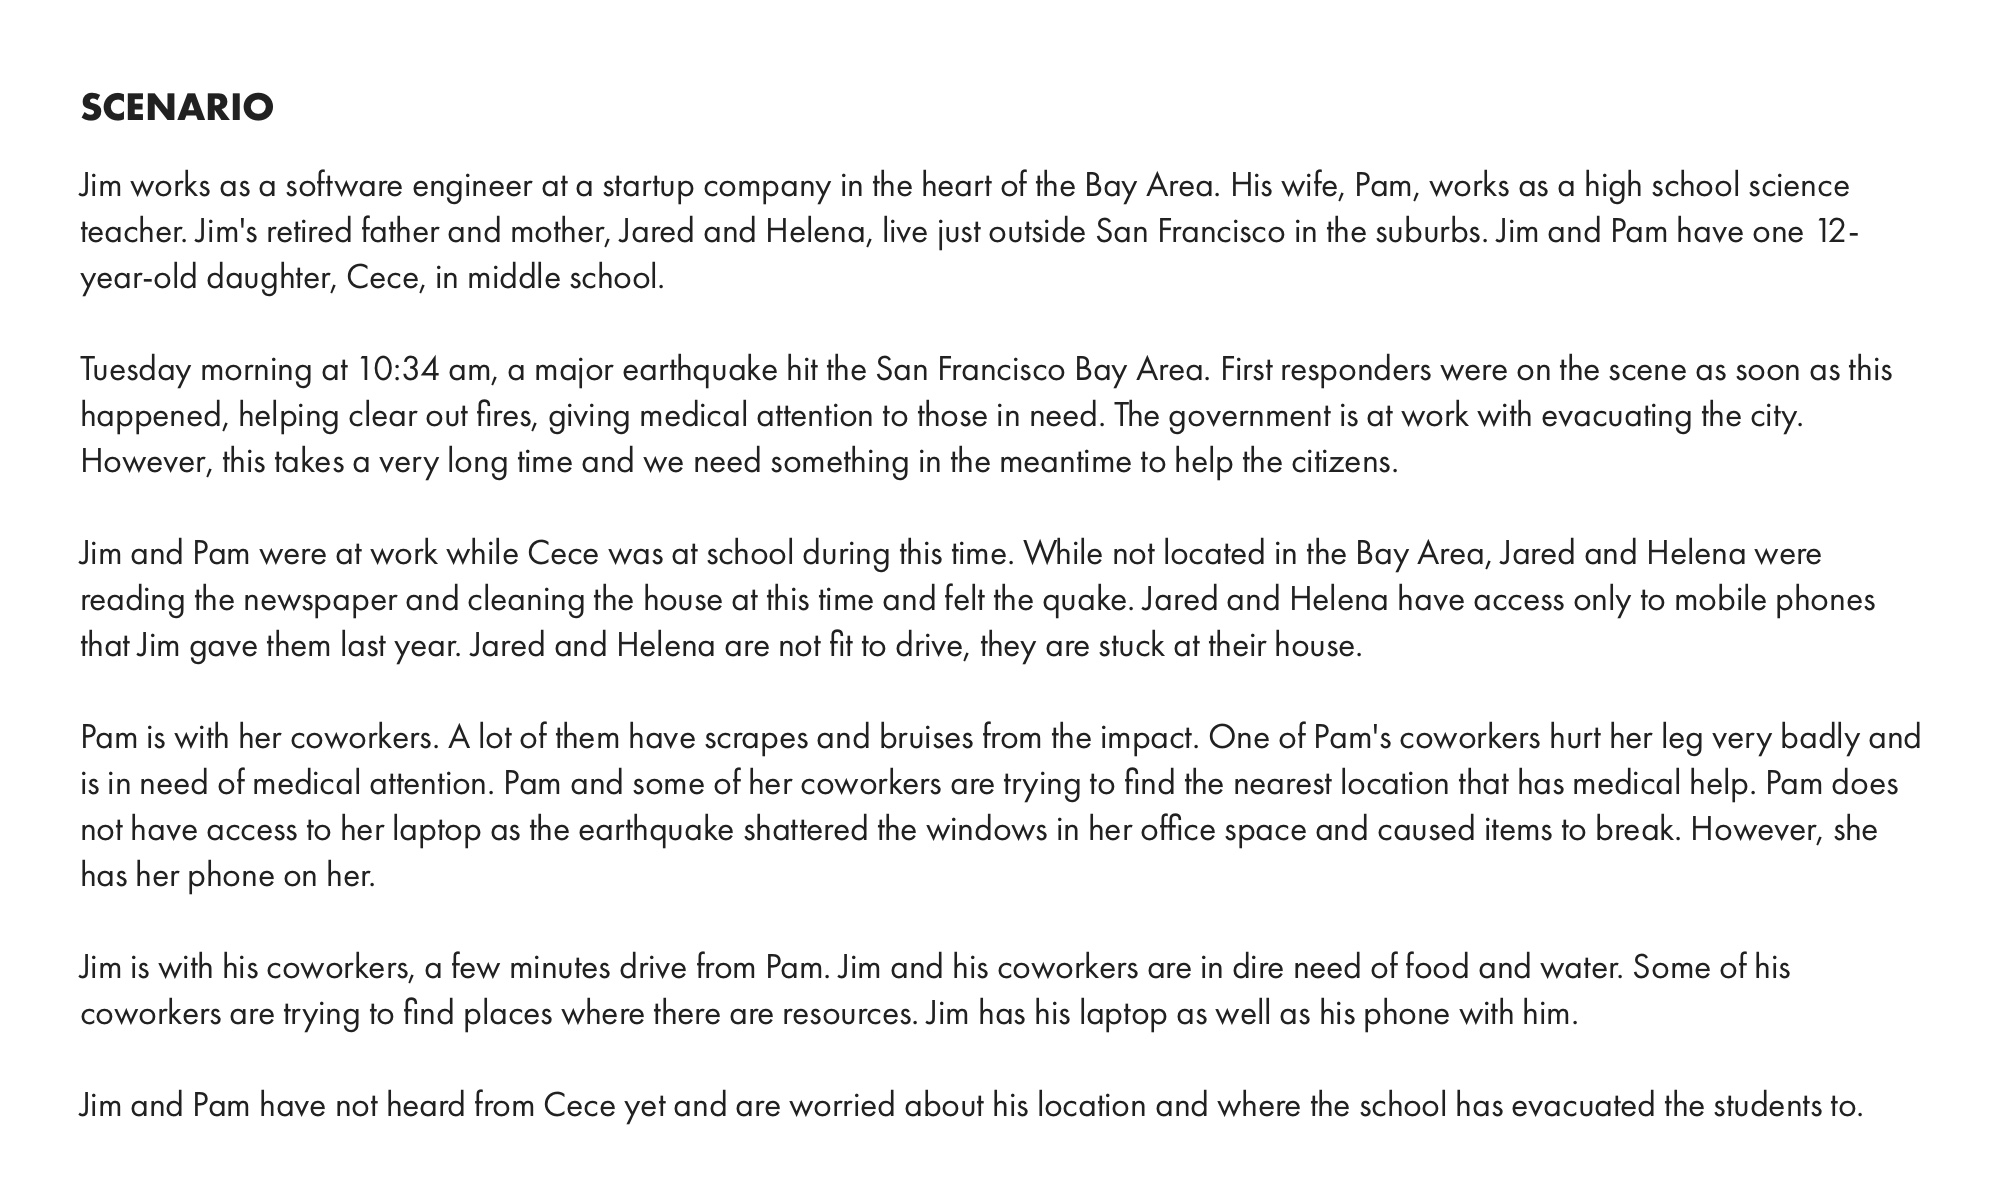 SCENARIO
Jim works as a software engineer at a startup company in the heart of the Bay Area. His wife, Pam, works as a high school science
teacher. Jim's retired father and mother, Jared and Helena, live just outside San Francisco in the suburbs. Jim and Pam have one 12-
year-old daughter, Cece, in middle school.
Tuesday morning at 10:34 am, a major earthquake hit the San Francisco Bay Area. First responders were on the scene as soon as this
happened, helping clear out fires, giving medical attention to those in need. The government is at work with evacuating the city.
However, this takes a very long time and we need something in the meantime to help the citizens.
Jim and Pam were at work while Cece was at school during this time. While not located in the Bay Area, Jared and Helena were
reading the newspaper and cleaning the house at this time and felt the quake. Jared and Helena have access only to mobile phones
that Jim gave them last year. Jared and Helena are not fit to drive, they are stuck at their house.
Pam is with her coworkers. A lot of them have scrapes and bruises from the impact. One of Pam's coworkers hurt her leg very badly and
is in need of medical attention. Pam and some of her coworkers are trying to find the nearest location that has medical help. Pam does
not have access to her laptop as the earthquake shattered the windows in her office space and caused items to break. However, she
has her phone on her.
Jim is with his coworkers, a few minutes drive from Pam. Jim and his coworkers are in dire need of food and water. Some of his
coworkers are trying to find places where there are resources. Jim has his laptop as well as his phone with him.
Jim and Pam have not heard from Cece yet and are worried about his location and where the school has evacuated the students to.